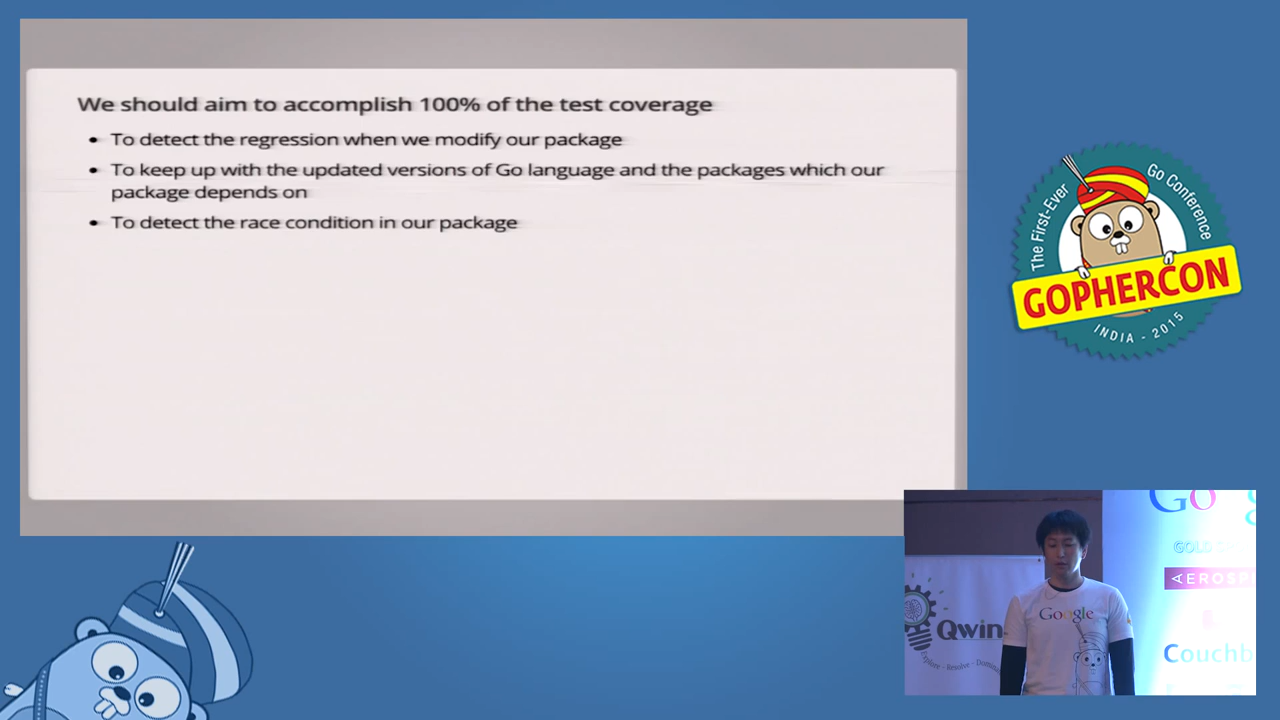 We should aim to accomplish 100% of the test coverage
• To detect the regression when we modify our package
• To keep up with the updated versions of Go language and the packages which our
package depends on
• To detect the race condition in our package
The First-Ever
Go Conference
GOPHERCON
INDIA - 2015
Go
GOLD
AEROSP
Qwin
Couchb
Google